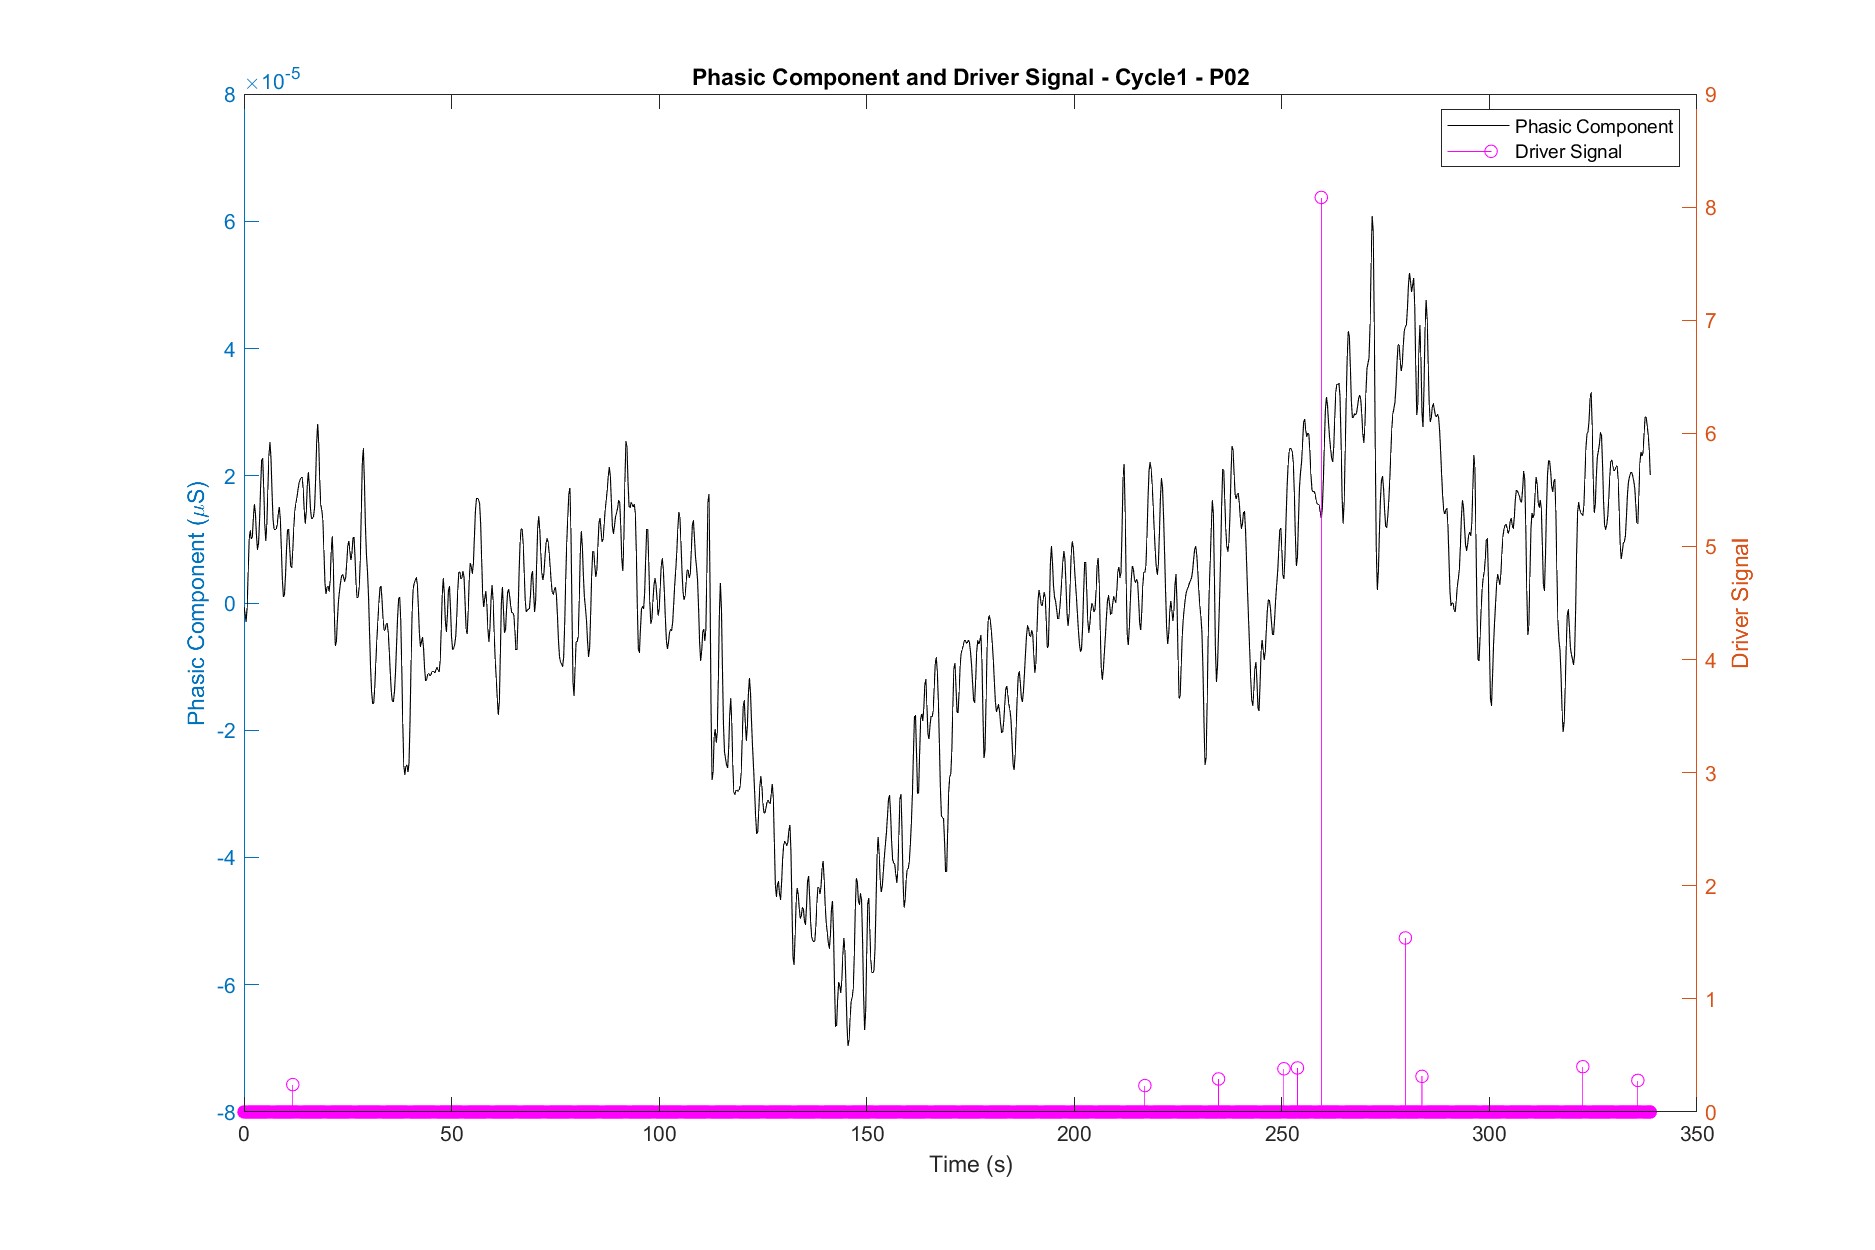 Phasic Component and Driver Signal - Cycle1 - P02
×10⁻⁵
8
6
4
2
0
-2
-4
-6
-8
Phasic Component (μS)
9
8
7
6
5
4
3
2
1
0
Driver Signal
Phasic Component
Driver Signal
0 50 100 150 200 250 300 350
Time (s)